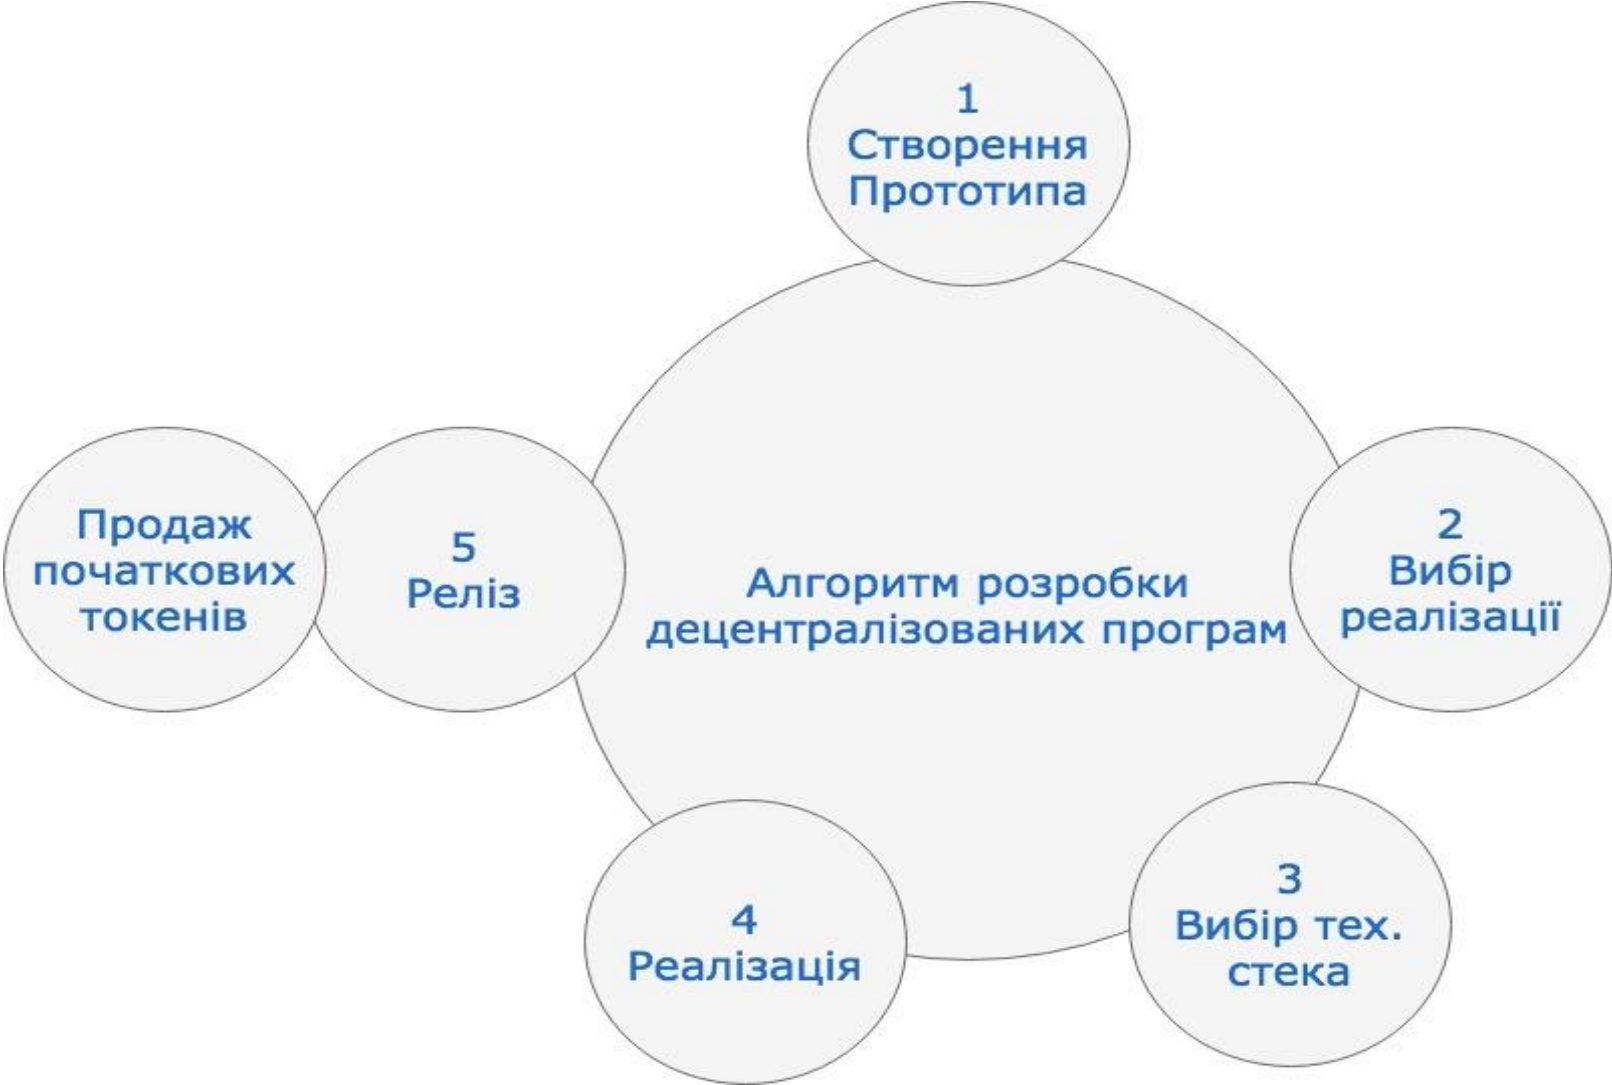 1
Створення
Прототипа
Продаж
початкових
токенів
5
Реліз
Алгоритм розробки
децентралізованих програм
2
Вибір
реалізації
4
Реалізація
3
Вибір тех.
стека